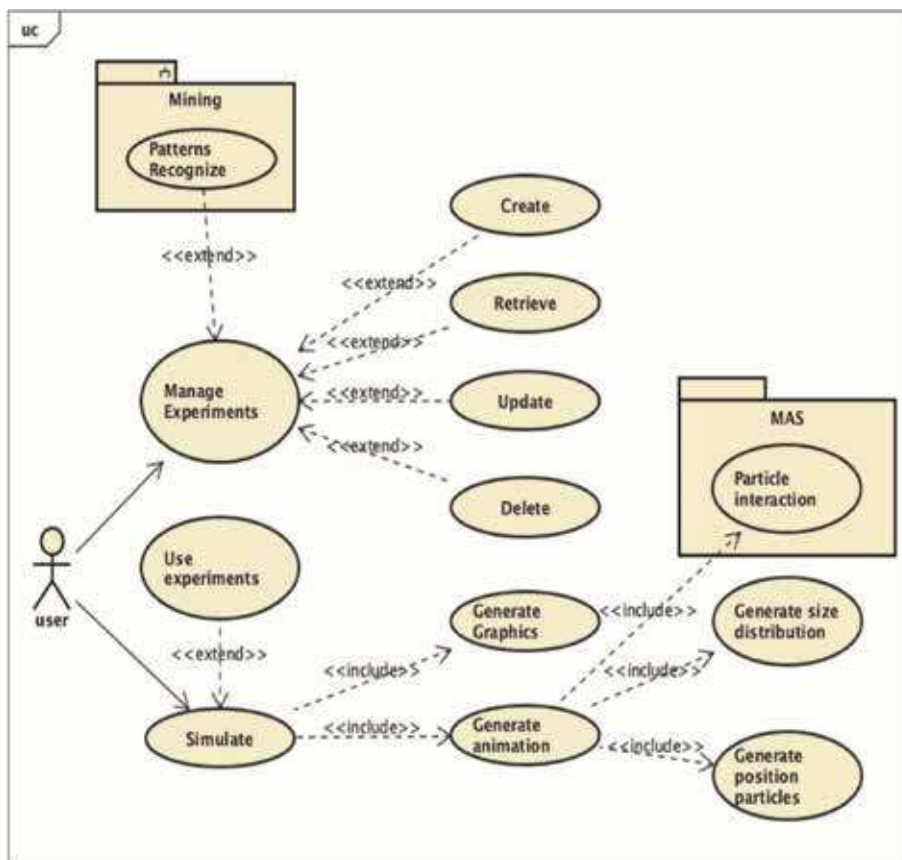 uc
Mining
Patterns
Recognize
<<extend>>
Create
<<extend>>
Retrieve
<<extend>>
Manage
Experiments
<<extend>>
Update
<<extend>>
Delete
MAS
Particle
interaction
Use
experiments
user
<<extend>>
Generate
Graphics
<<include>>
Generate size
distribution
<<include>>
<<include>>
Simulate
<<include>>
Generate
animation
<<include>>
Generate
position
particles